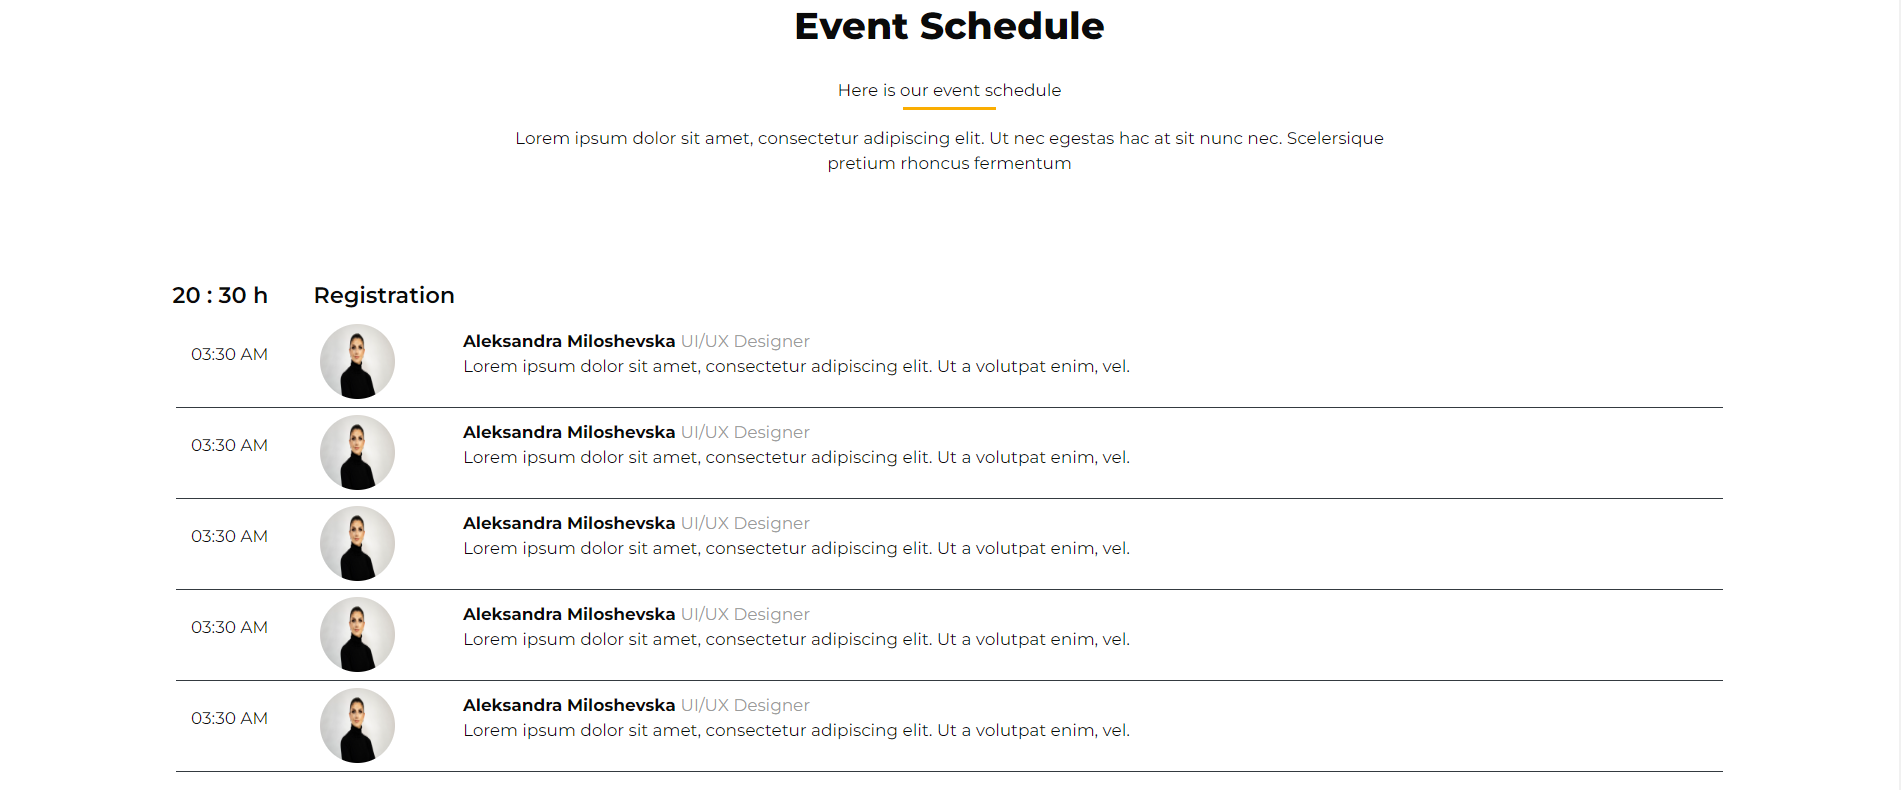 Event Schedule
Here is our event schedule
Lorem ipsum dolor sit amet, consectetur adipiscing elit. Ut nec egestas hac at sit nunc nec. Scelersique
pretium rhoncus fermentum
20 : 30 h Registration
03:30 AM
Aleksandra Miloshevska UI/UX Designer
Lorem ipsum dolor sit amet, consectetur adipiscing elit. Ut a volutpat enim, vel.
03:30 AM
Aleksandra Miloshevska UI/UX Designer
Lorem ipsum dolor sit amet, consectetur adipiscing elit. Ut a volutpat enim, vel.
03:30 AM
Aleksandra Miloshevska UI/UX Designer
Lorem ipsum dolor sit amet, consectetur adipiscing elit. Ut a volutpat enim, vel.
03:30 AM
Aleksandra Miloshevska UI/UX Designer
Lorem ipsum dolor sit amet, consectetur adipiscing elit. Ut a volutpat enim, vel.
03:30 AM
Aleksandra Miloshevska UI/UX Designer
Lorem ipsum dolor sit amet, consectetur adipiscing elit. Ut a volutpat enim, vel.